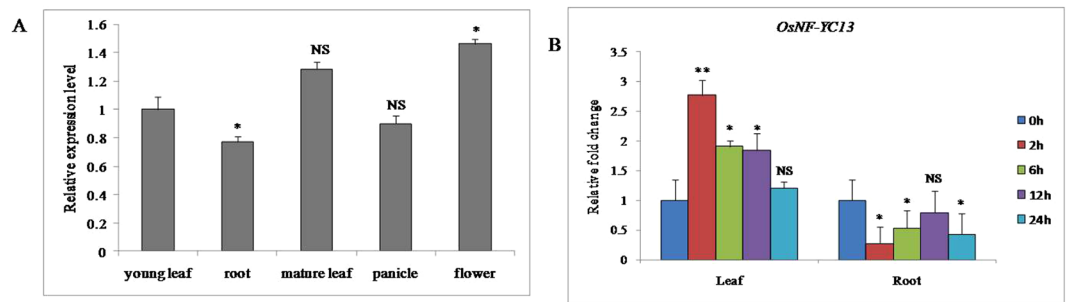 A
Relative expression level
1.6
1.4
1.2
1
0.8
0.6
0.4
0.2
0
*
NS
NS
*
young leaf root mature leaf panicle flower
B
OsNF-YC13
Relative fold change
3.5
3
2.5
2
1.5
1
0.5
0
**
*
*
NS
*
*
NS
*
Leaf Root
0h
2h
6h
12h
24h